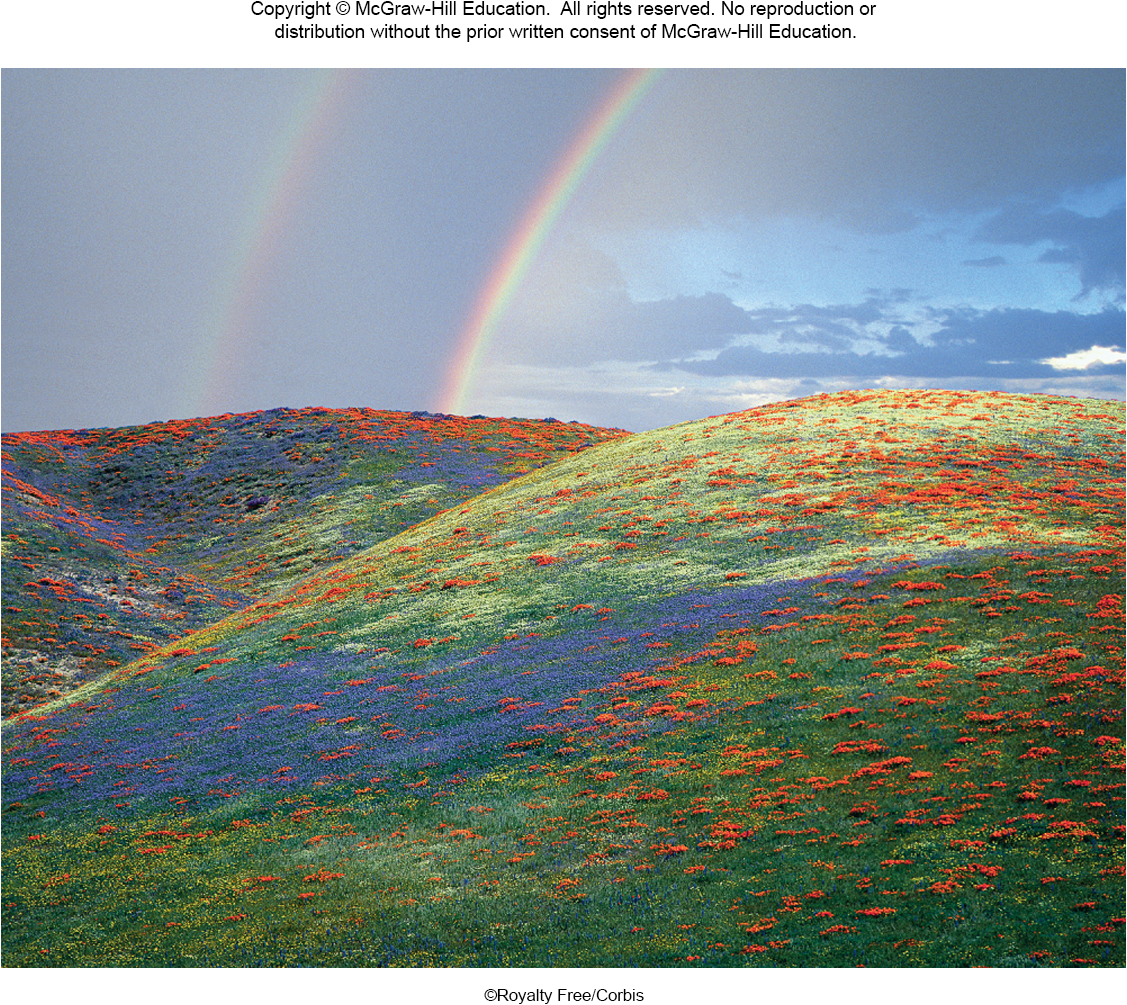 Copyright © McGraw-Hill Education.  All rights reserved. No reproduction or
distribution without the prior written consent of McGraw-Hill Education.
©Royalty Free/Corbis